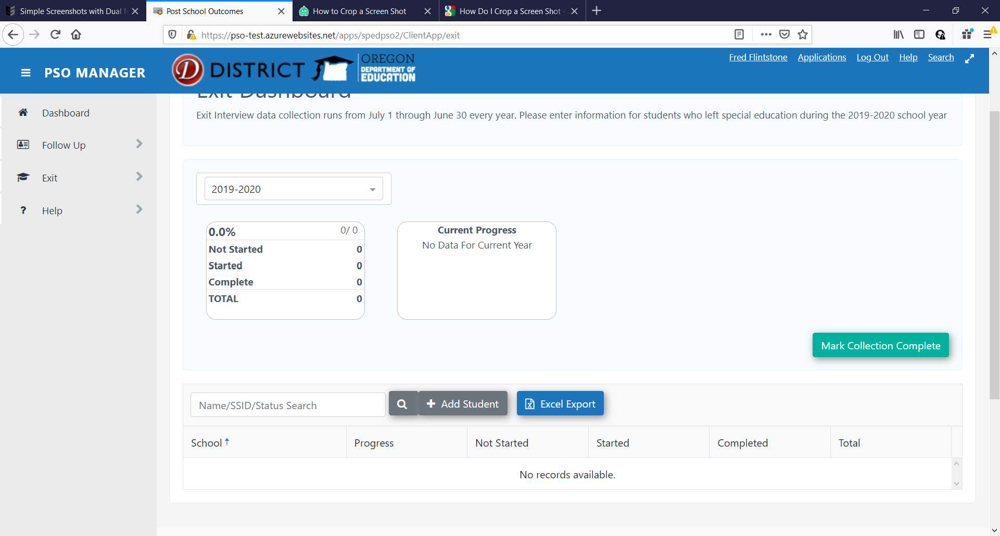 Simple Screenshots with Dual M
Post School Outcomes
How to Crop a Screen Shot
How Do I Crop a Screen Shot -
https://pso-test.azurewebsites.net/apps/spedpso2/ClientApp/exit
PSO MANAGER
D DISTRICT
OREGON
DEPARTMENT OF
EDUCATION
Fred Flintstone Applications Log Out Help Search
Dashboard
Follow Up
Exit
? Help
Exit Dashboard
Exit Interview data collection runs from July 1 through June 30 every year. Please enter information for students who left special education during the 2019-2020 school year
2019-2020
0.0% 0/ 0
Not Started 0
Started 0
Complete 0
TOTAL 0
Current Progress
No Data For Current Year
Mark Collection Complete
Name/SSID/Status Search
Add Student
Excel Export
School Progress Not Started Started Completed Total
No records available.